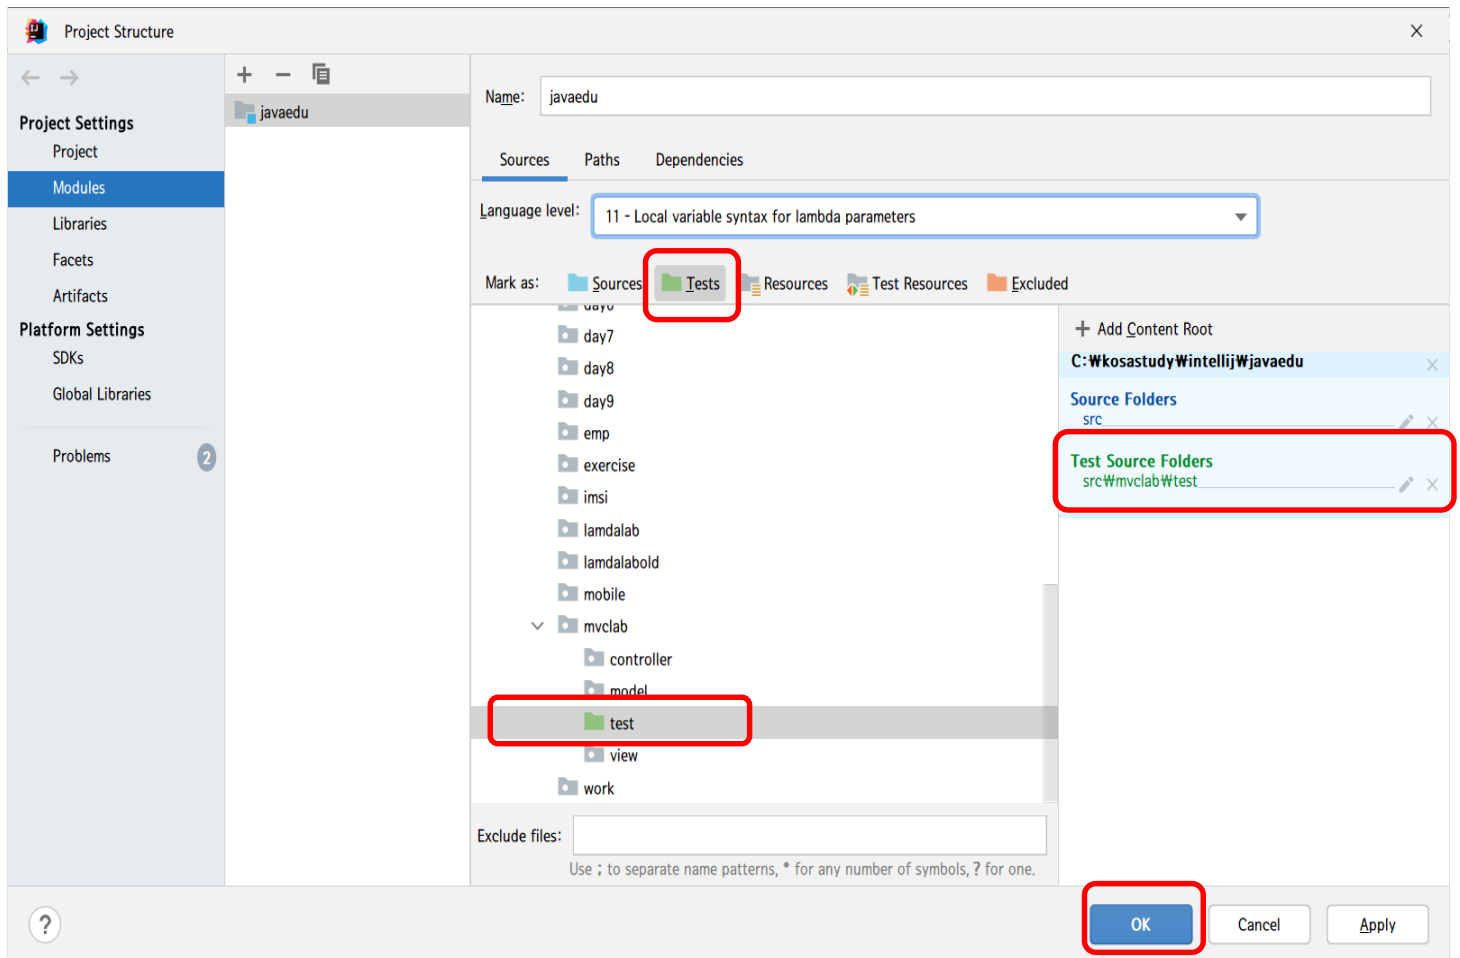 Project Structure
Project Settings
Project
Modules
Libraries
Facets
Artifacts
Platform Settings
SDKs
Global Libraries
Problems
2
javaedu
Name:
javaedu
Sources
Paths
Dependencies
Language level:
11 - Local variable syntax for lambda parameters
Mark as:
Sources
Tests
Resources
Test Resources
Excluded
day7
day8
day9
emp
exercise
imsi
lamdalab
lamdalabold
mobile
mvclab
controller
model
test
view
work
Add Content Root
C:₩kosastudy₩intellij₩javaedu
Source Folders
src
Test Source Folders
src₩mvclab₩test
Exclude files:
Use ; to separate name patterns, * for any number of symbols, ? for one.
?
OK
Cancel
Apply